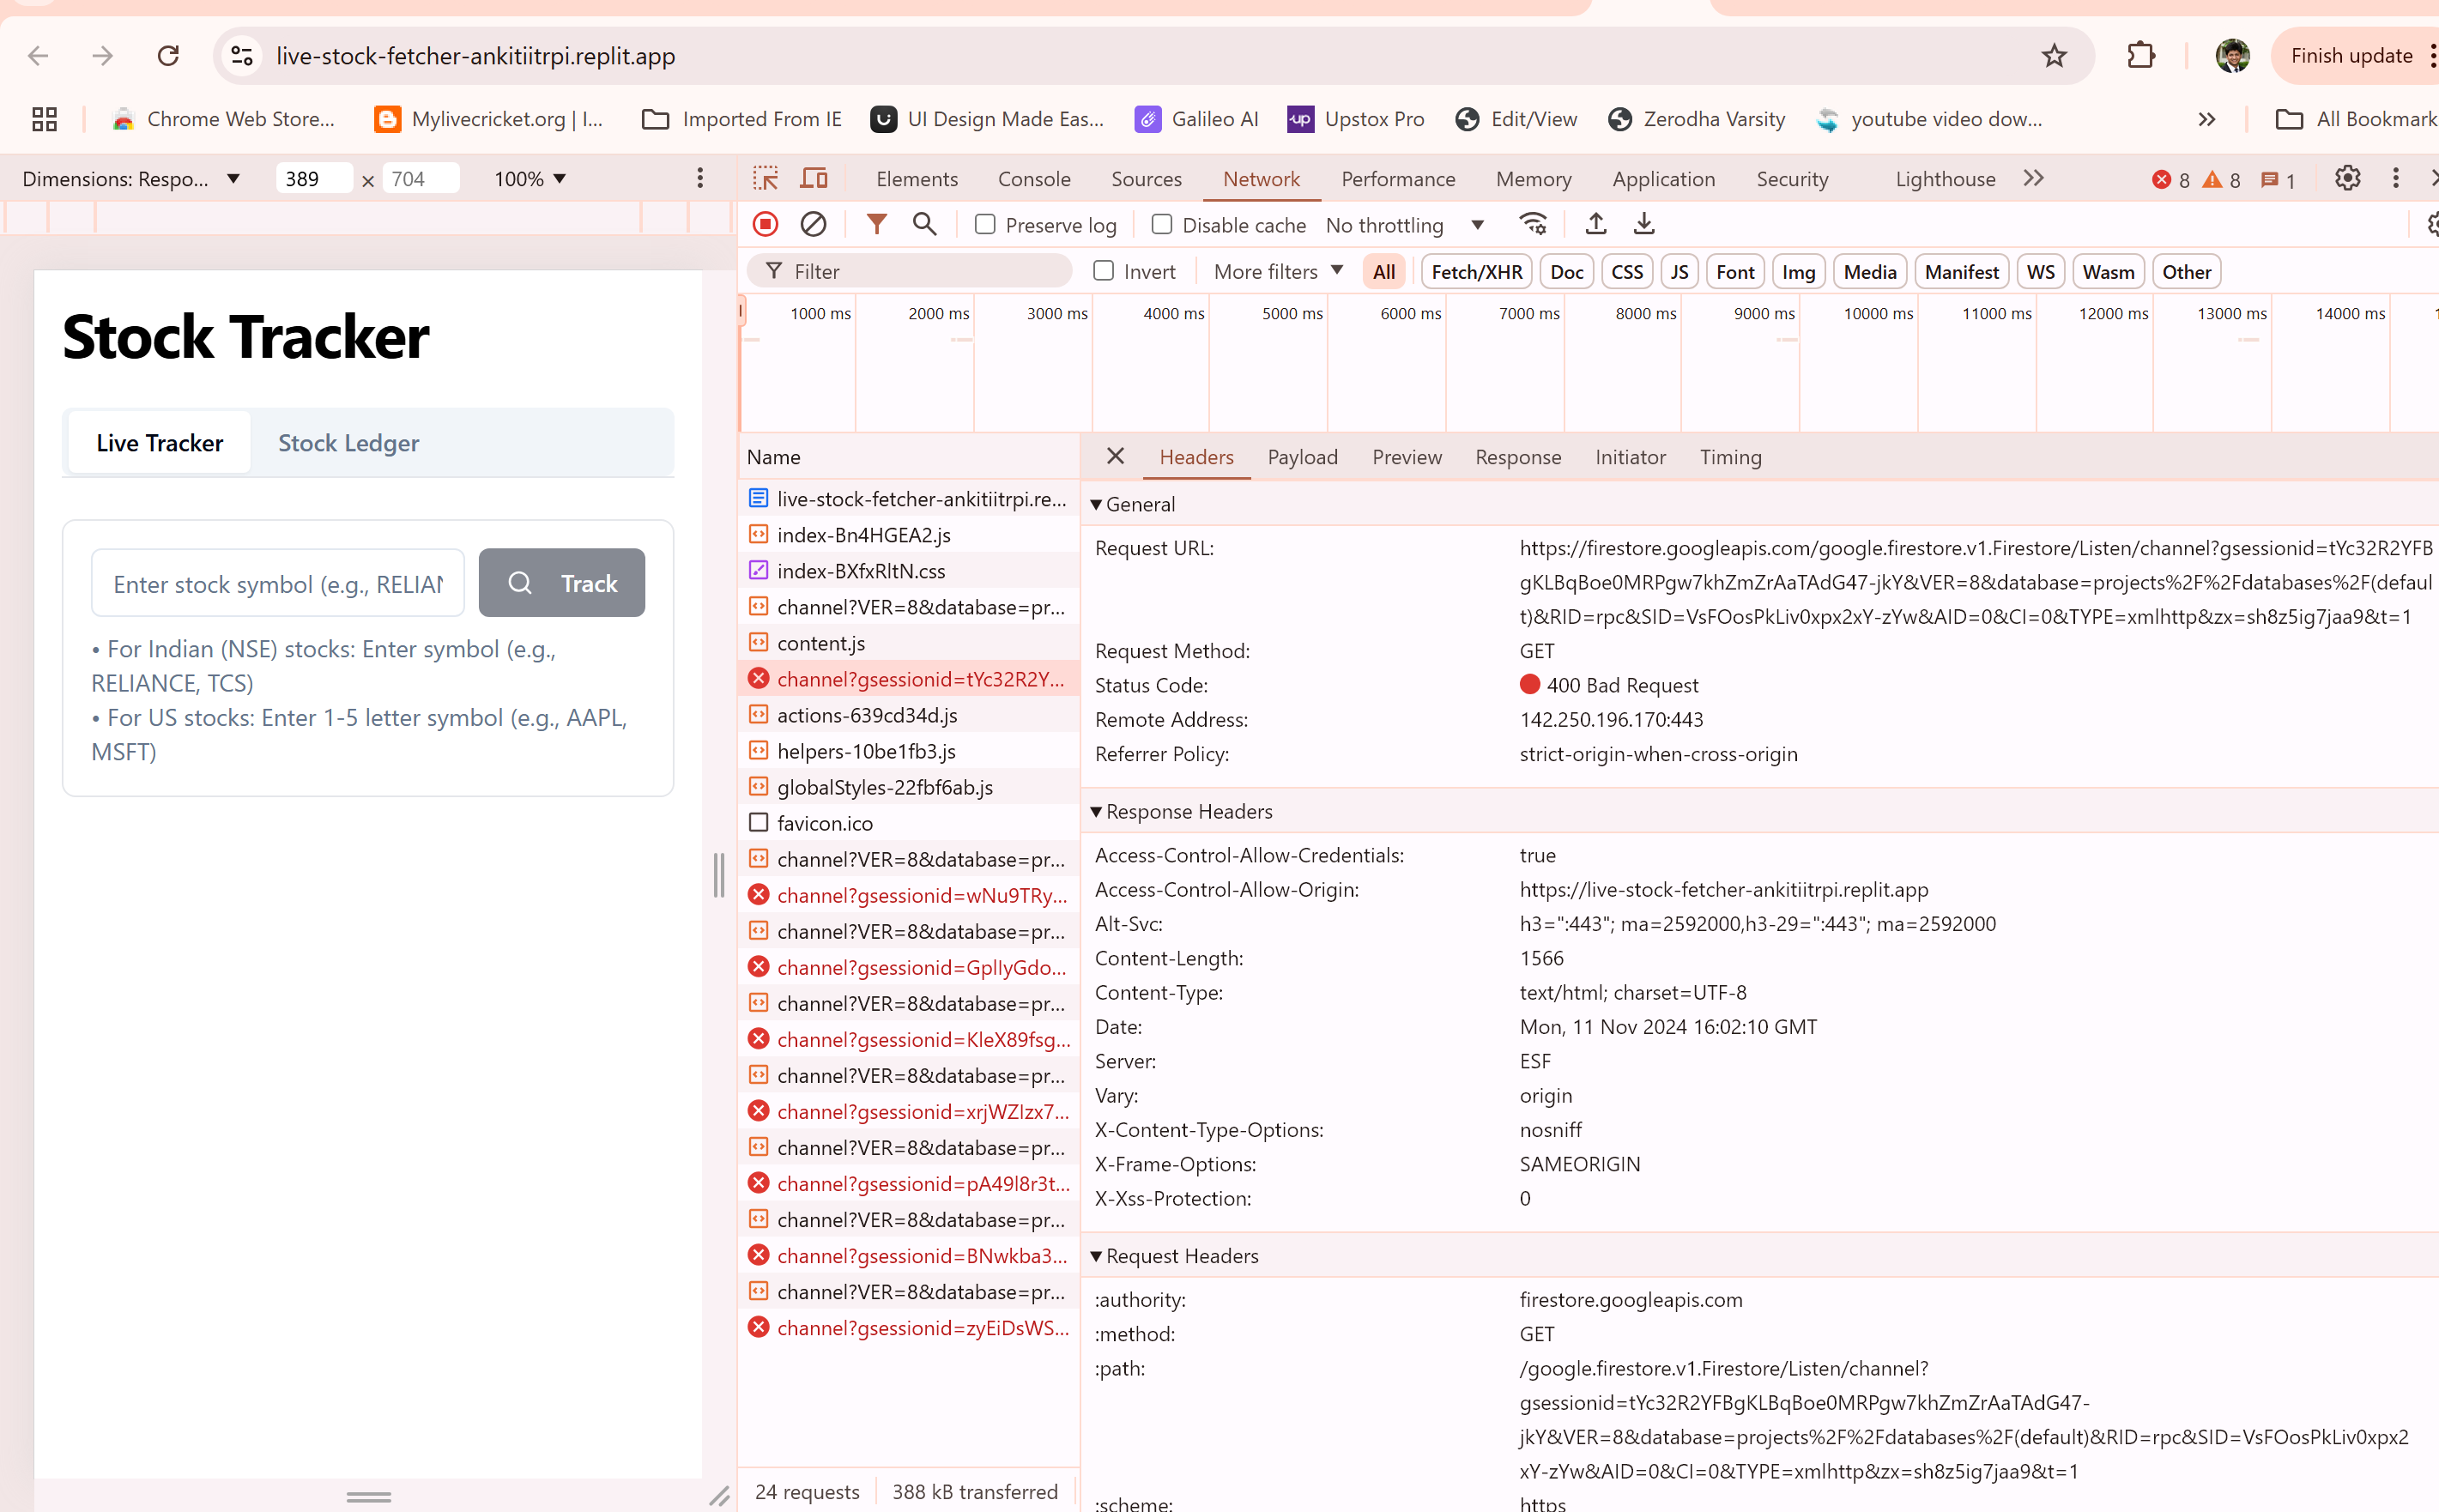 live-stock-fetcher-ankitiitrpi.replit.app
Finish update
Chrome Web Store...
Mylivecricket.org | I...
Imported From IE
UI Design Made Eas...
Galileo AI
up
Upstox Pro
Edit/View
Zerodha Varsity
youtube video dow...
All Bookmark
Dimensions: Respo...
389 × 704
100%
Elements
Console
Sources
Network
Performance
Memory
Application
Security
Lighthouse
8
8
1
Preserve log
Disable cache
No throttling
Filter
Invert
More filters
All
Fetch/XHR
Doc
CSS
JS
Font
Img
Media
Manifest
WS
Wasm
Other
1000 ms
2000 ms
3000 ms
4000 ms
5000 ms
6000 ms
7000 ms
8000 ms
9000 ms
10000 ms
11000 ms
12000 ms
13000 ms
14000 ms
Stock Tracker
Live Tracker
Stock Ledger
Enter stock symbol (e.g., RELIAN
Track
• For Indian (NSE) stocks: Enter symbol (e.g.,
RELIANCE, TCS)
• For US stocks: Enter 1-5 letter symbol (e.g., AAPL,
MSFT)
Name
live-stock-fetcher-ankitiitrpi.re...
index-Bn4HGEA2.js
index-BXfxRltN.css
channel?VER=8&database=pr...
content.js
channel?gsessionid=tYc32R2Y...
actions-639cd34d.js
helpers-10be1fb3.js
globalStyles-22fbf6ab.js
favicon.ico
channel?VER=8&database=pr...
channel?gsessionid=wNu9TRy...
channel?VER=8&database=pr...
channel?gsessionid=GplIyGdo...
channel?VER=8&database=pr...
channel?gsessionid=KleX89fsg...
channel?VER=8&database=pr...
channel?gsessionid=xrjWZIzx7...
channel?VER=8&database=pr...
channel?gsessionid=pA49l8r3t...
channel?VER=8&database=pr...
channel?gsessionid=BNwkba3...
channel?VER=8&database=pr...
channel?gsessionid=zyEiDsWS...
24 requests
388 kB transferred
Headers
Payload
Preview
Response
Initiator
Timing
General
Request URL:
https://firestore.googleapis.com/google.firestore.v1.Firestore/Listen/channel?gsessionid=tYc32R2YFB
gKLBqBoe0MRPgw7khZmZrAaTAdG47-jkY&VER=8&database=projects%2F%2Fdatabases%2F(defaul
t)&RID=rpc&SID=VsFOosPkLiv0xpx2xY-zYw&AID=0&CI=0&TYPE=xmlhttp&zx=sh8z5ig7jaa9&t=1
Request Method:
GET
Status Code:
400 Bad Request
Remote Address:
142.250.196.170:443
Referrer Policy:
strict-origin-when-cross-origin
Response Headers
Access-Control-Allow-Credentials:
true
Access-Control-Allow-Origin:
https://live-stock-fetcher-ankitiitrpi.replit.app
Alt-Svc:
h3=":443"; ma=2592000,h3-29=":443"; ma=2592000
Content-Length:
1566
Content-Type:
text/html; charset=UTF-8
Date:
Mon, 11 Nov 2024 16:02:10 GMT
Server:
ESF
Vary:
origin
X-Content-Type-Options:
nosniff
X-Frame-Options:
SAMEORIGIN
X-Xss-Protection:
0
Request Headers
:authority:
firestore.googleapis.com
:method:
GET
:path:
/google.firestore.v1.Firestore/Listen/channel?
gsessionid=tYc32R2YFBgKLBqBoe0MRPgw7khZmZrAaTAdG47-
jkY&VER=8&database=projects%2F%2Fdatabases%2F(default)&RID=rpc&SID=VsFOosPkLiv0xpx2
xY-zYw&AID=0&CI=0&TYPE=xmlhttp&zx=sh8z5ig7jaa9&t=1
:scheme:
https